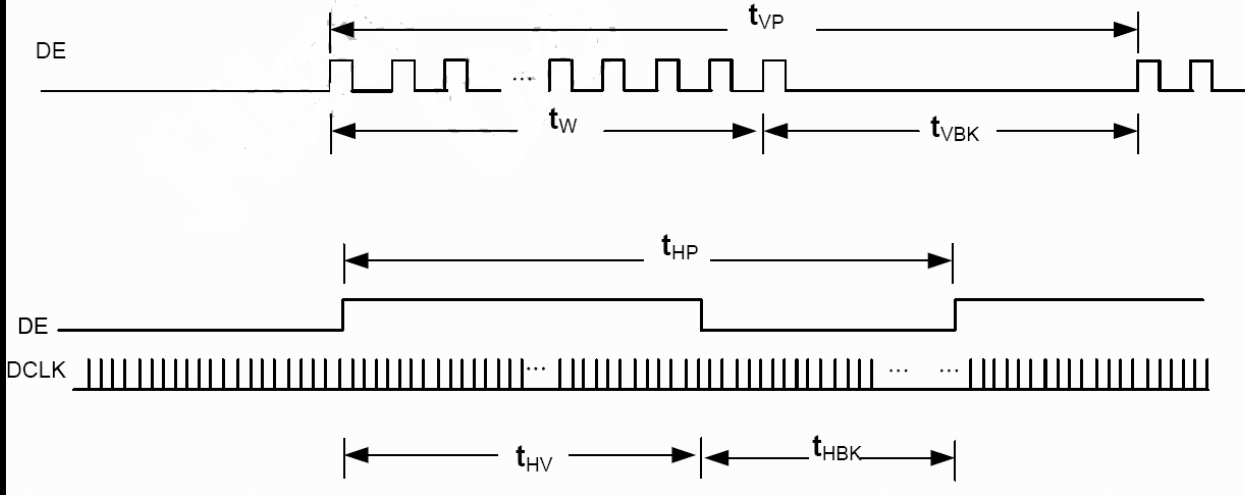 tVP
DE
...
tW
tVBK
tHP
DE
DCLK
... ... ...
tHV
tHBK